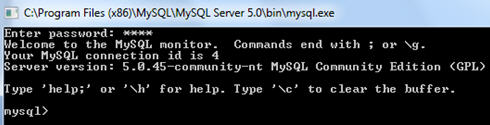 C:\Program Files (x86)\MySQL\MySQL Server 5.0\bin\mysql.exe
Enter password: ****
Welcome to the MySQL monitor.  Commands end with ; or \g.
Your MySQL connection id is 4
Server version: 5.0.45-community-nt MySQL Community Edition (GPL)
Type 'help;' or '\h' for help. Type '\c' to clear the buffer.
mysql>